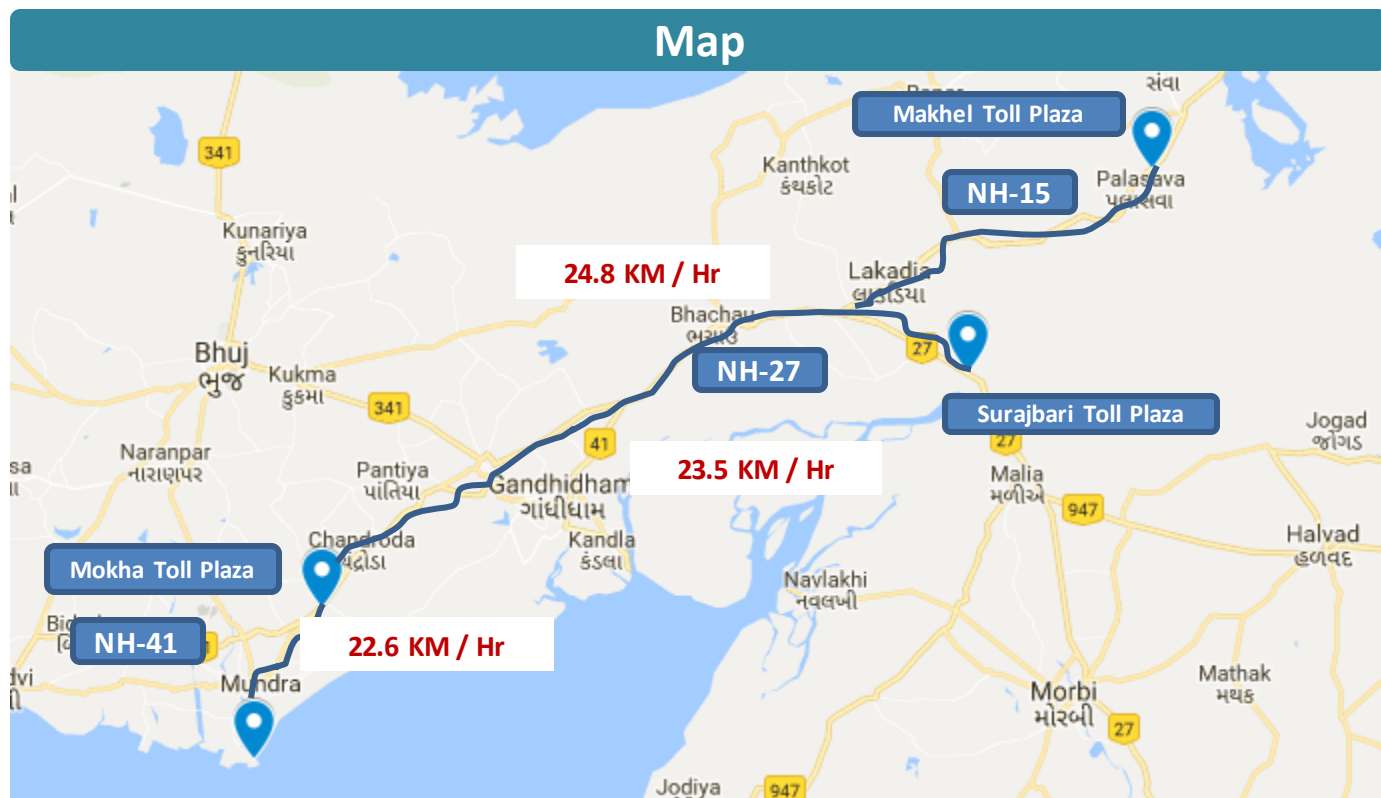 Map
સંવા
Makhel Toll Plaza
341
Kanthkot
કંથકોટ
Palasava
પલાસવા
NH-15
Kunariya
કુનરિયા
24.8 KM / Hr
Lakadia
લાકડિયા
Bhachau
ભચાઉ
Bhuj
ભુજ
Kukma
કુકમા
27
NH-27
341
Surajbari Toll Plaza
Jogad
જોગડ
Naranpar
નારાણપર
41
27
Pantiya
પાંતિયા
23.5 KM / Hr
Malia
મળીએ
Gandhidham
ગાંધીધામ
947
Chandroda
Kandla
કંડલા
Halvad
હળવદ
Mokha Toll Plaza
Navlakhi
નવલખી
NH-41
22.6 KM / Hr
Mundra
Mathak
મથક
Morbi
મોરબી
27
Jodiya
947